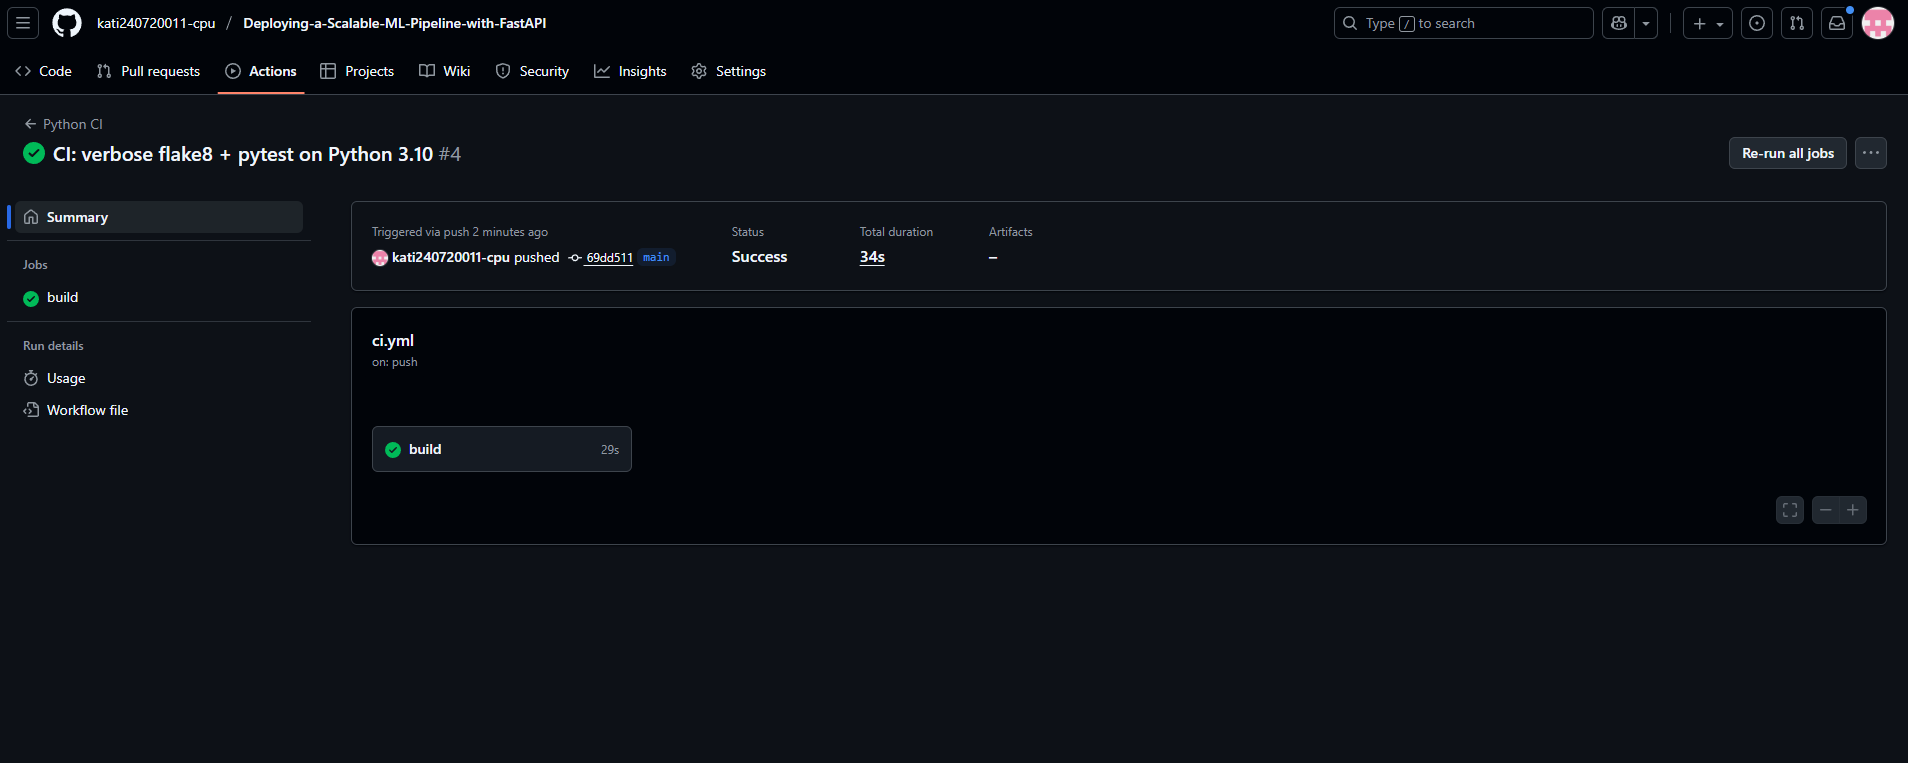 kati240720011-cpu / Deploying-a-Scalable-ML-Pipeline-with-FastAPI
Type / to search
Code Pull requests Actions Projects Wiki Security Insights Settings
Python CI
CI: verbose flake8 + pytest on Python 3.10 #4
Re-run all jobs
Summary
Jobs
build
Run details
Usage
Workflow file
Triggered via push 2 minutes ago
kati240720011-cpu pushed 69dd511 main
Status
Success
Total duration
34s
Artifacts
–
ci.yml
on: push
build 29s